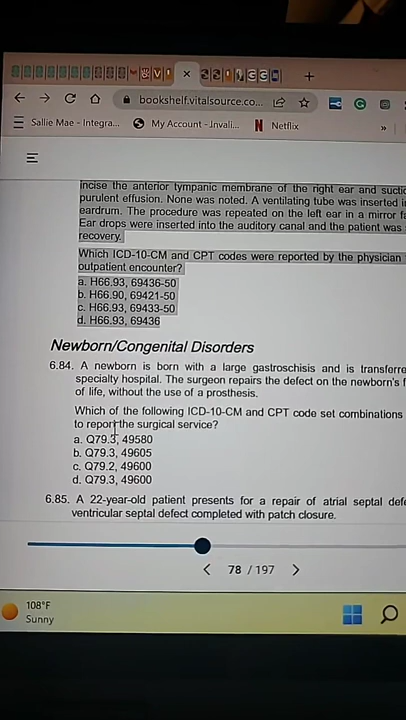 bookshelf.vitalsource.co...
Sallie Mae - Integra...
My Account - Invali...
Netflix
»
incise the anterior tympanic membrane of the right ear and
purulent effusion. None was noted. A ventilating tube was inserted
eardrum. The procedure was repeated on the left ear in a mirror
Ear drops were inserted into the auditory canal and the patient was
recovery.
Which ICD-10-CM and CPT codes were reported by the physician
outpatient encounter?
a. H66.93, 69436-50
b. H66.90, 69421-50
c. H66.93, 69433-50
d. H66.93, 69436
Newborn/Congenital Disorders
6.84. A newborn is born with a large gastroschisis and is
specialty hospital. The surgeon repairs the defect on the newborn's
of life, without the use of a prosthesis.
Which of the following ICD-10-CM and CPT code set combinations
to report the surgical service?
a. Q79.3, 49580
b. Q79.3, 49605
c. Q79.2, 49600
d. Q79.3, 49600
6.85. A 22-year-old patient presents for a repair of atrial septal
ventricular septal defect completed with patch closure.
< 78 / 197 >
108°F
Sunny